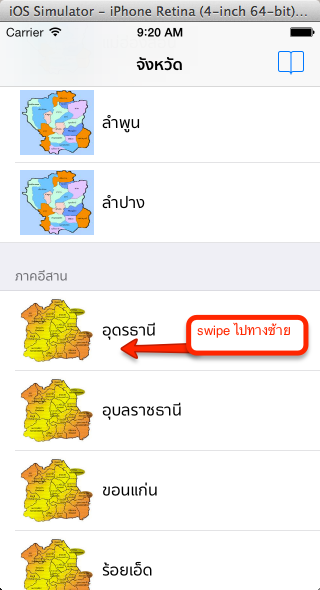 iOS Simulator - iPhone Retina (4-inch 64-bit)...
Carrier 9:20 AM
จังหวัด
ลำพูน
ลำปาง
ภาคอีสาน
อุดรธานี
swipe ไปทางซ้าย
อุบลราชธานี
ขอนแก่น
ร้อยเอ็ด